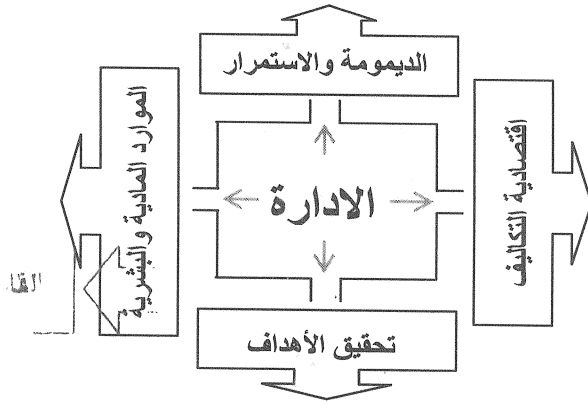 الديمومة والاستمرار
اقتصادية التكاليف
الادارة
الموارد المادية والبشرية
تحقيق الأهداف